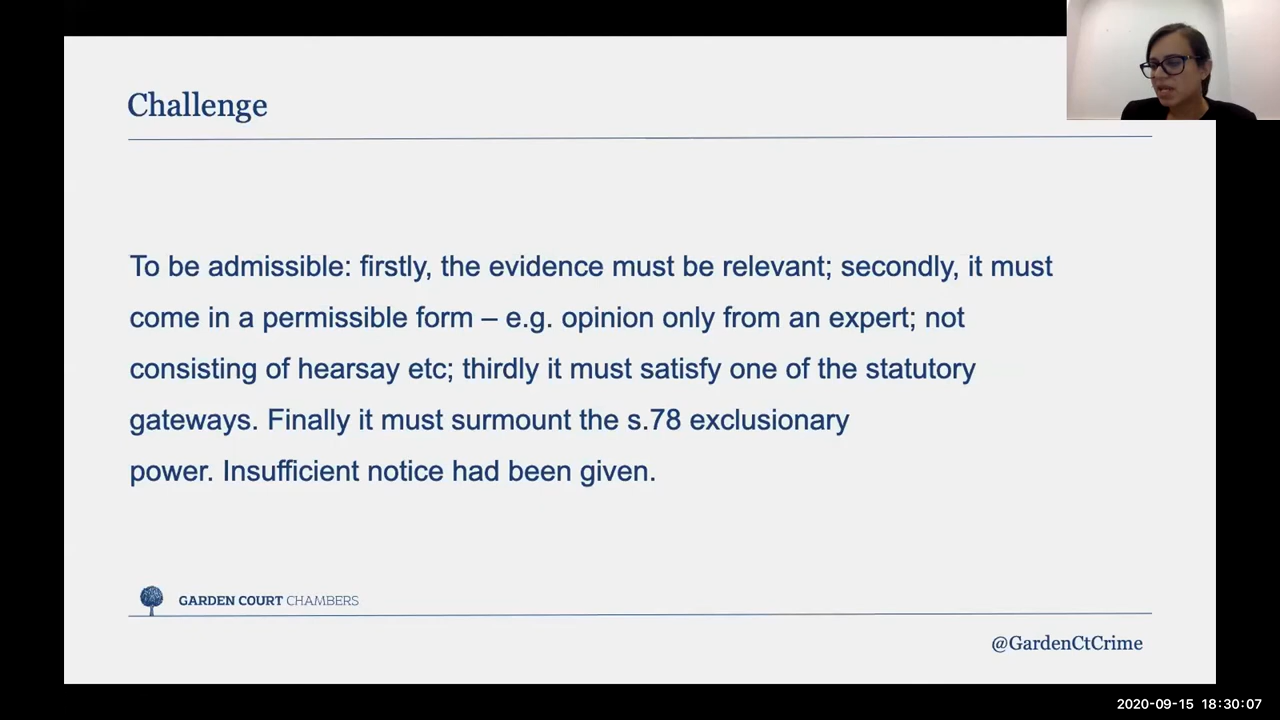 Challenge
To be admissible: firstly, the evidence must be relevant; secondly, it must
come in a permissible form – e.g. opinion only from an expert; not
consisting of hearsay etc; thirdly it must satisfy one of the statutory
gateways. Finally it must surmount the s.78 exclusionary
power. Insufficient notice had been given.
GARDEN COURT CHAMBERS
@GardenCtCrime
2020-09-15 18:30:07